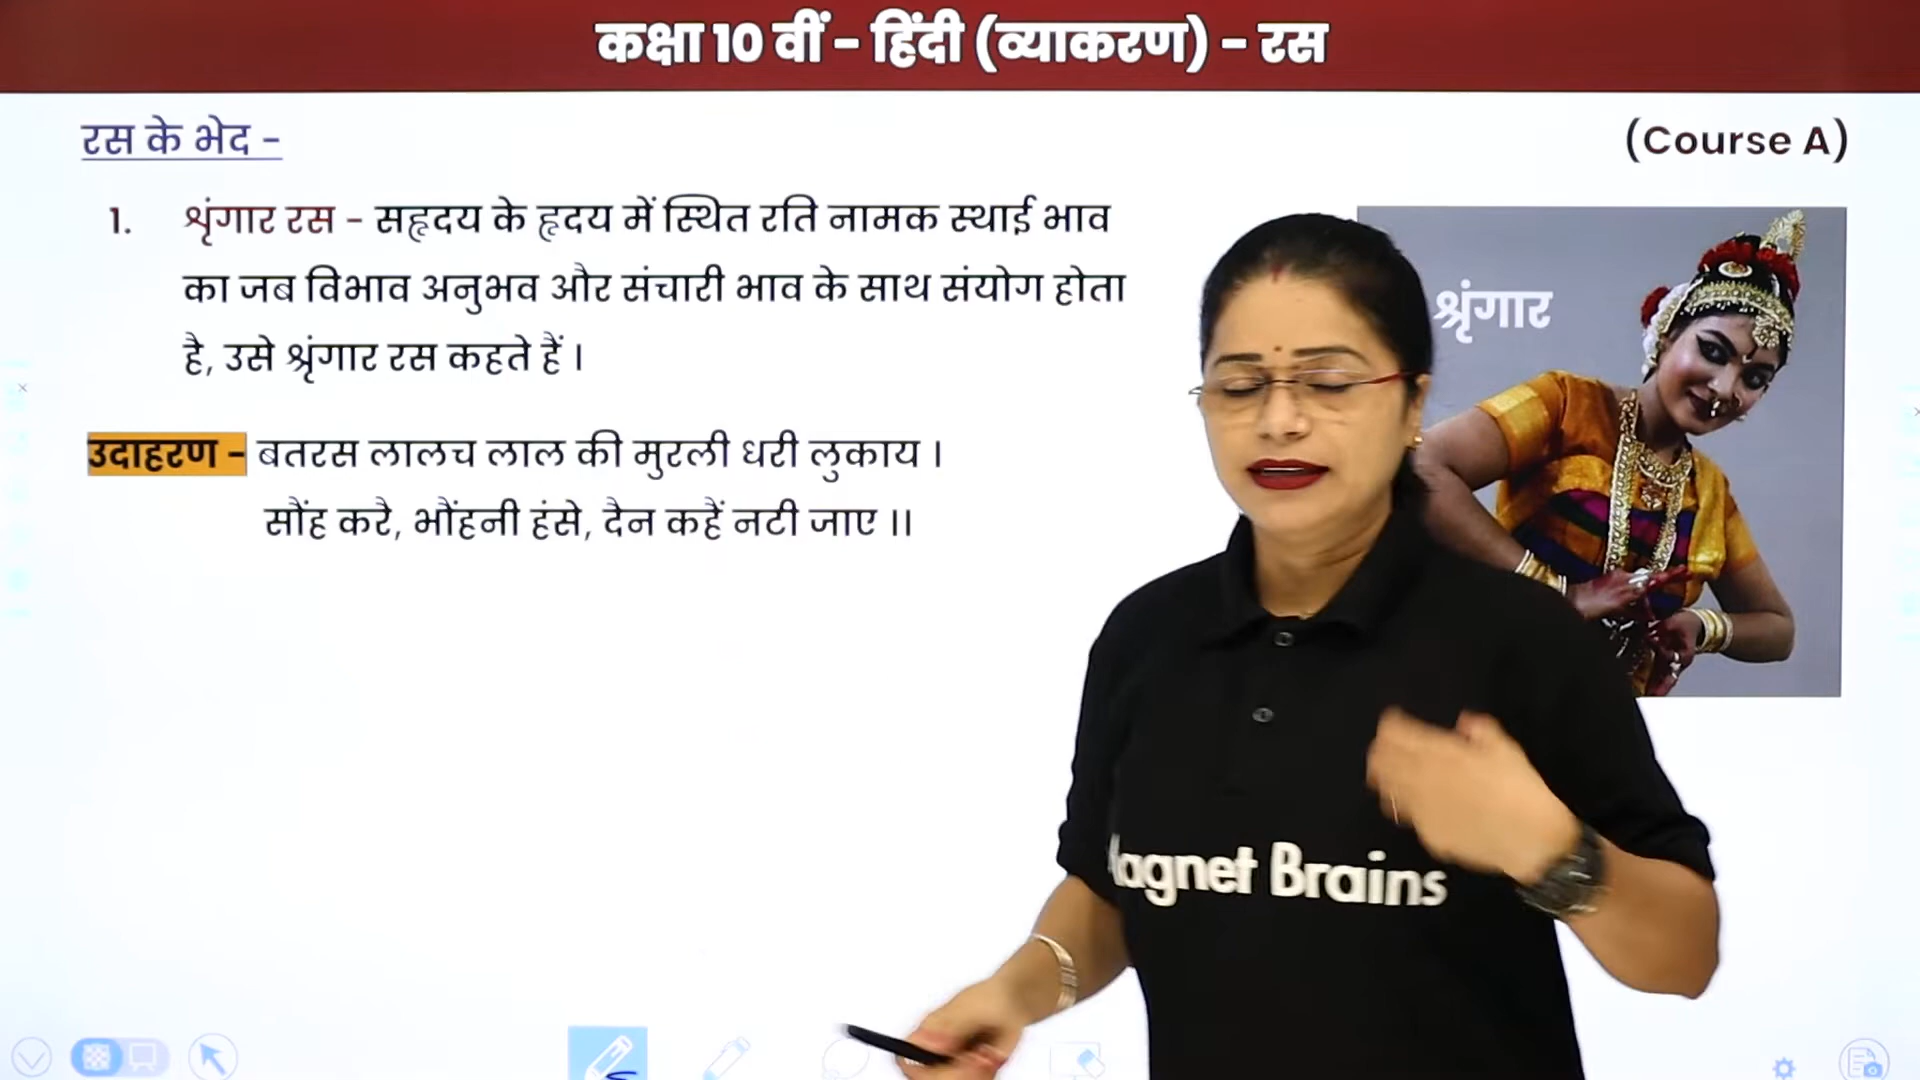 कक्षा 10 वीं - हिंदी (व्याकरण) - रस
रस के भेद -
(Course A)
1. श्रृंगार रस - सहृदय के हृदय में स्थित रति नामक स्थाई भाव
का जब विभाव अनुभव और संचारी भाव के साथ संयोग होता
है, उसे श्रृंगार रस कहते हैं ।
श्रृंगार
उदाहरण - बतरस लालच लाल की मुरली धरी लुकाय ।
सौंह करै, भौंहनी हंसे, दैन कहैं नटी जाए ।।
agnet Brains